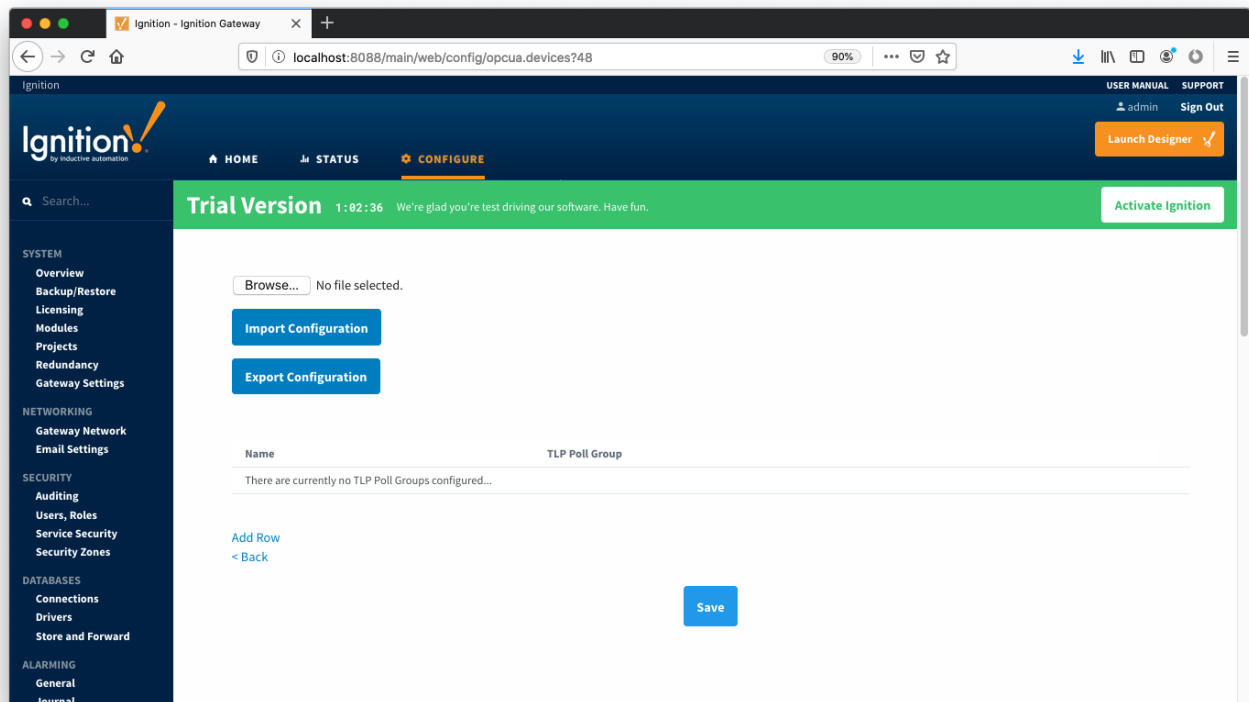 Ignition - Ignition Gateway
localhost:8088/main/web/config/opcua.devices?48
90%
Ignition
USER MANUAL SUPPORT
Ignition!
by inductive automation
admin Sign Out
Launch Designer
HOME STATUS CONFIGURE
Search...
Trial Version 1:02:36 We're glad you're test driving our software. Have fun.
Activate Ignition
SYSTEM
Overview
Backup/Restore
Licensing
Modules
Projects
Redundancy
Gateway Settings
NETWORKING
Gateway Network
Email Settings
SECURITY
Auditing
Users, Roles
Service Security
Security Zones
DATABASES
Connections
Drivers
Store and Forward
ALARMING
General
Journal
Browse... No file selected.
Import Configuration
Export Configuration
Name TLP Poll Group
There are currently no TLP Poll Groups configured...
Add Row
< Back
Save